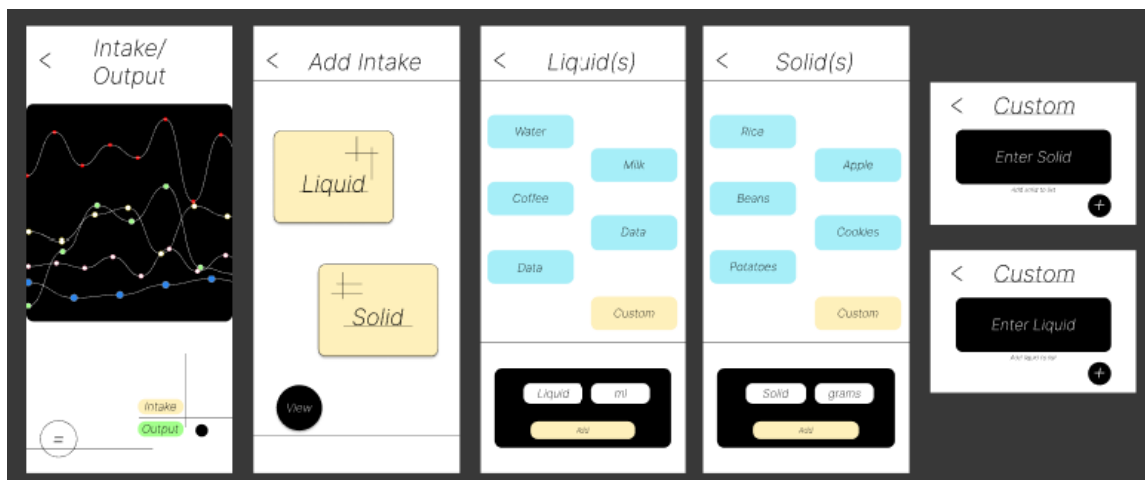 <
Intake/
Output
Intake
Output
=
< Add Intake
Liquid
Solid
View
< Liquid(s)
Water
Milk
Coffee
Data
Data
Custom
Liquid ml
Add
< Solid(s)
Rice
Apple
Beans
Cookies
Potatoes
Custom
Solid grams
Add
< Custom
Enter Solid
+
< Custom
Enter Liquid
+